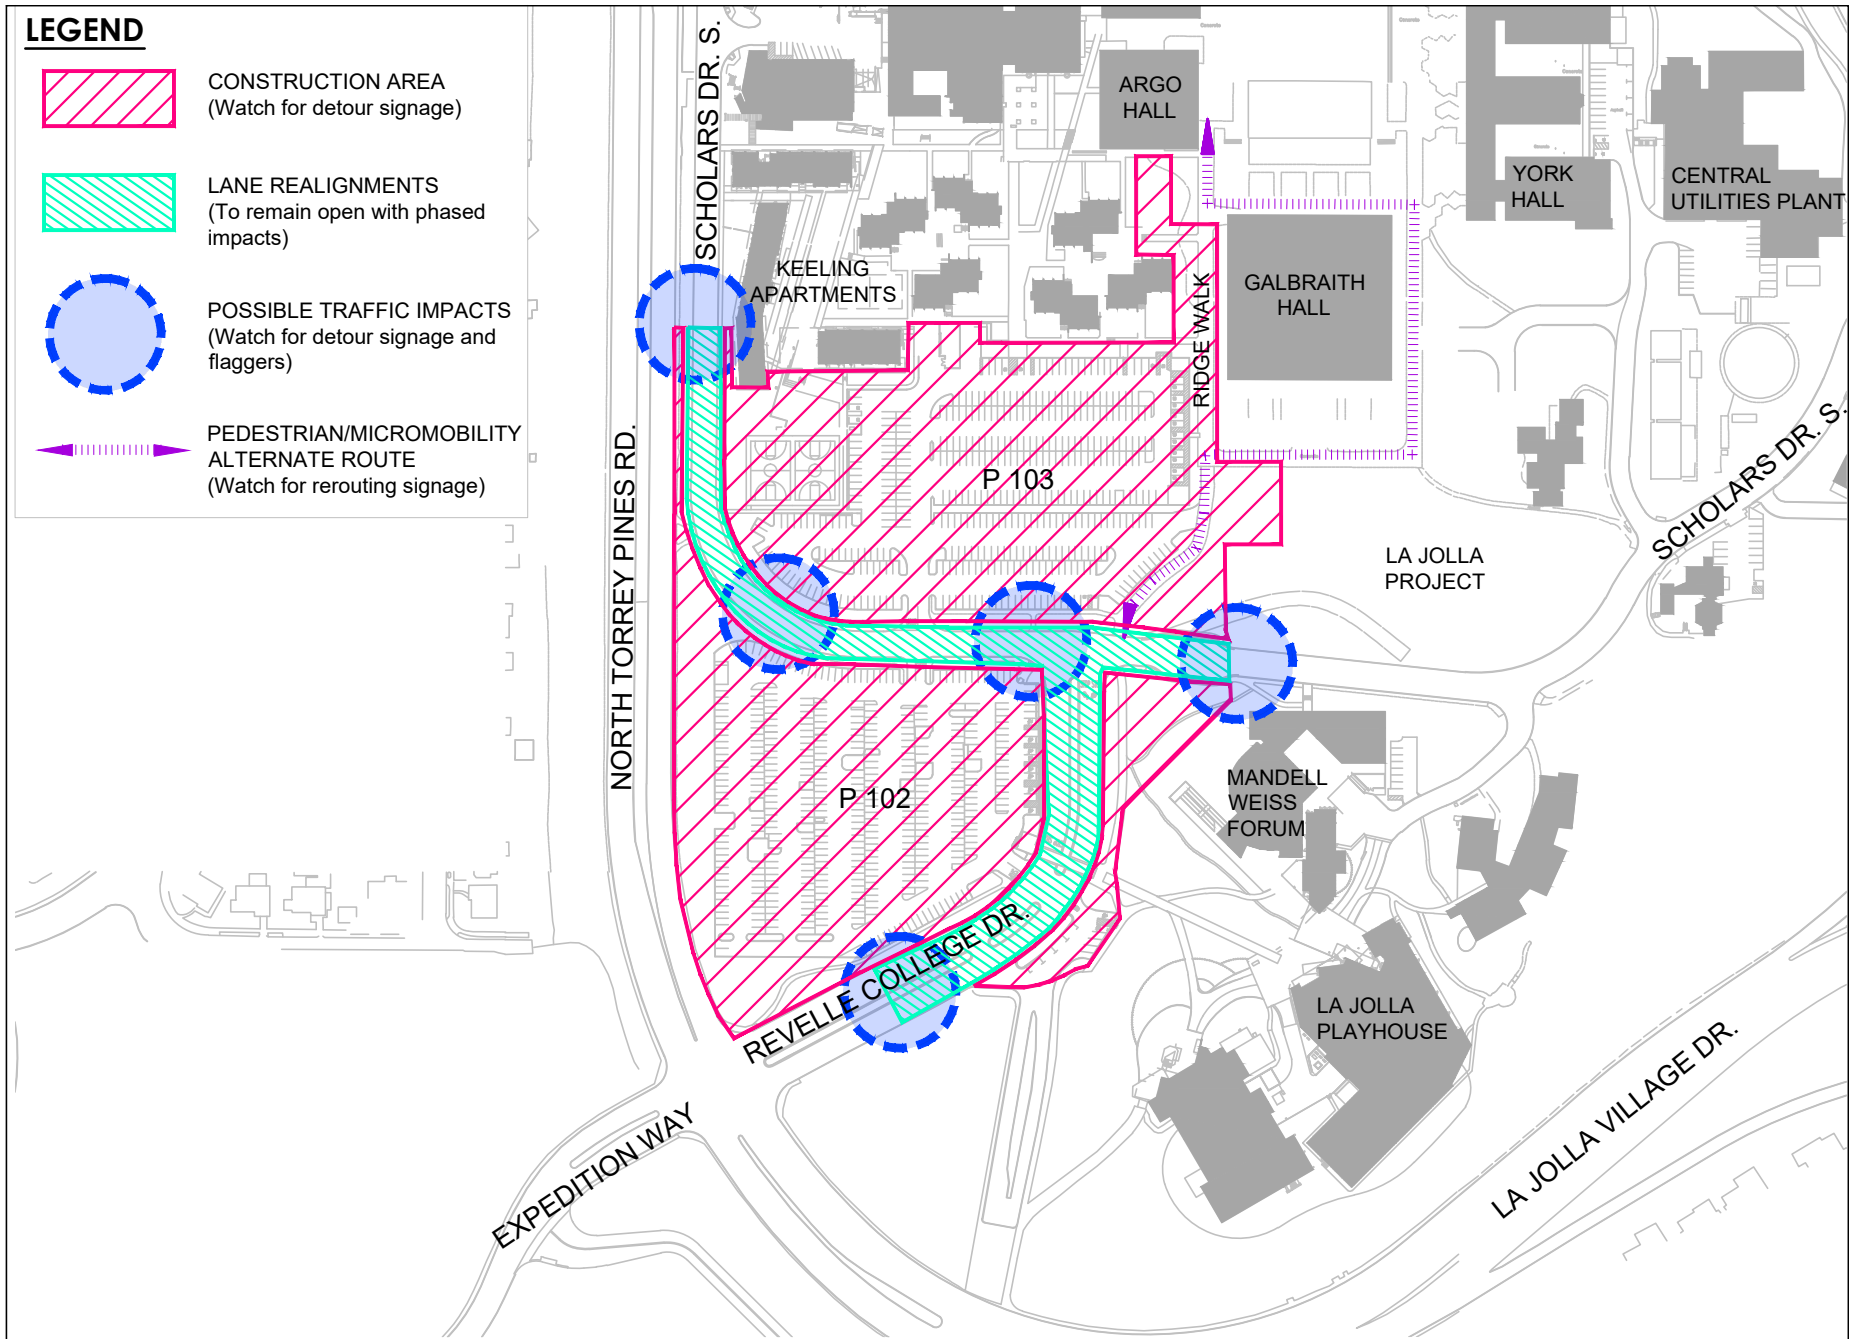 LEGEND
CONSTRUCTION AREA
(Watch for detour signage)
LANE REALIGNMENTS
(To remain open with phased
impacts)
POSSIBLE TRAFFIC IMPACTS
(Watch for detour signage and
flaggers)
PEDESTRIAN/MICROMOBILITY
ALTERNATE ROUTE
(Watch for rerouting signage)
SCHOLARS DR. S.
ARGO
HALL
YORK
HALL
CENTRAL
UTILITIES PLANT
KEELING
APARTMENTS
RIDGE WALK
GALBRAITH
HALL
NORTH TORREY PINES RD.
P 103
SCHOLARS DR. S.
LA JOLLA
PROJECT
P 102
MANDELL
WEISS
FORUM
REVELLE COLLEGE DR.
LA JOLLA
PLAYHOUSE
EXPEDITION WAY
LA JOLLA VILLAGE DR.